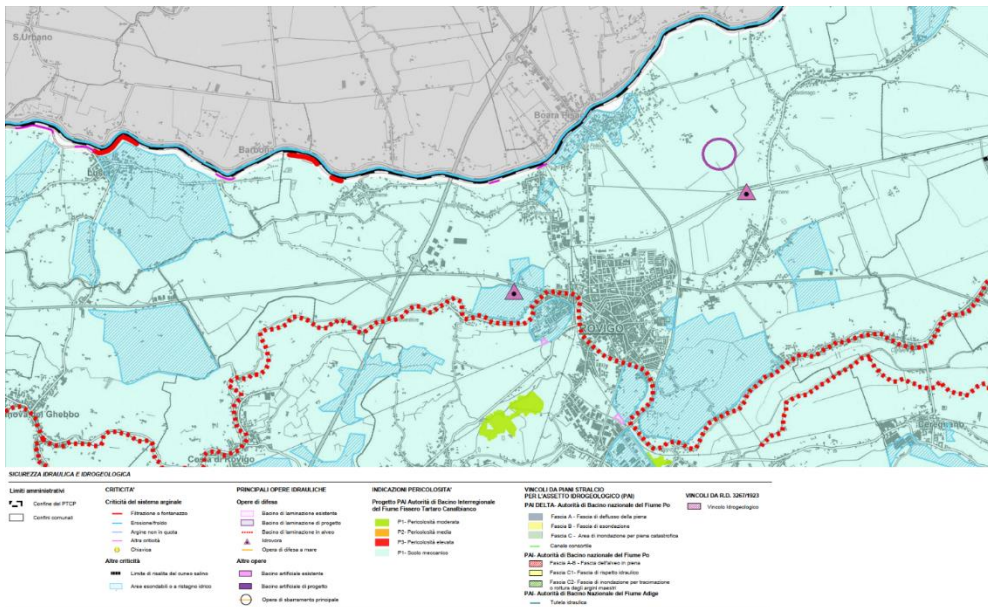 S.Urbano
Barbona
Lusia
Boara Pisani
ROVIGO
Costa di Rovigo
Ceregnano
SICUREZZA IDRAULICA E IDROGEOLOGICA
Limiti amministrativi
Confine del PTCP
Confini comunali
CRITICITA'
Criticità del sistema arginale
Filtrazione o fontanazzo
Erosione/froldo
Argine non in quota
Altre criticità
Chiavica
Altre criticità
Limite di risalita del cuneo salino
Aree esondabili o a ristagno idrico
PRINCIPALI OPERE IDRAULICHE
Opere di difesa
Bacino di laminazione esistente
Bacino di laminazione di progetto
Bacino di laminazione in alveo
Idrovora
Opere di difesa a mare
Altre opere
Bacino artificiale esistente
Bacino artificiale di progetto
Opere di sbarramento principale
INDICAZIONI PERICOLOSITA'
Progetto PAI Autorità di Bacino Interregionale
del Fiume Fissero Tartaro Canalbianco
P1- Pericolosità moderata
P2- Pericolosità media
P3- Pericolosità elevata
P1- Scolo meccanico
VINCOLI DA PIANI STRALCIO
PER L'ASSETTO IDROGEOLOGICO (PAI)
PAI DELTA- Autorità di Bacino nazionale del Fiume Po
Fascia A - Fascia di deflusso della piena
Fascia B - Fascia di esondazione
Fascia C - Area di inondazione per piena catastrofica
Canale consortile
PAI- Autorità di Bacino nazionale del Fiume Po
Fascia A-B - Fascia dell'alveo in piena
Fascia C1- Fascia di rispetto idraulico
Fascia C2- Fascia di inondazione per tracimazione
o rottura degli argini maestri
PAI- Autorità di Bacino Nazionale del Fiume Adige
Tutela idraulica
VINCOLI DA R.D. 3267/1923
Vincolo idrogeologico